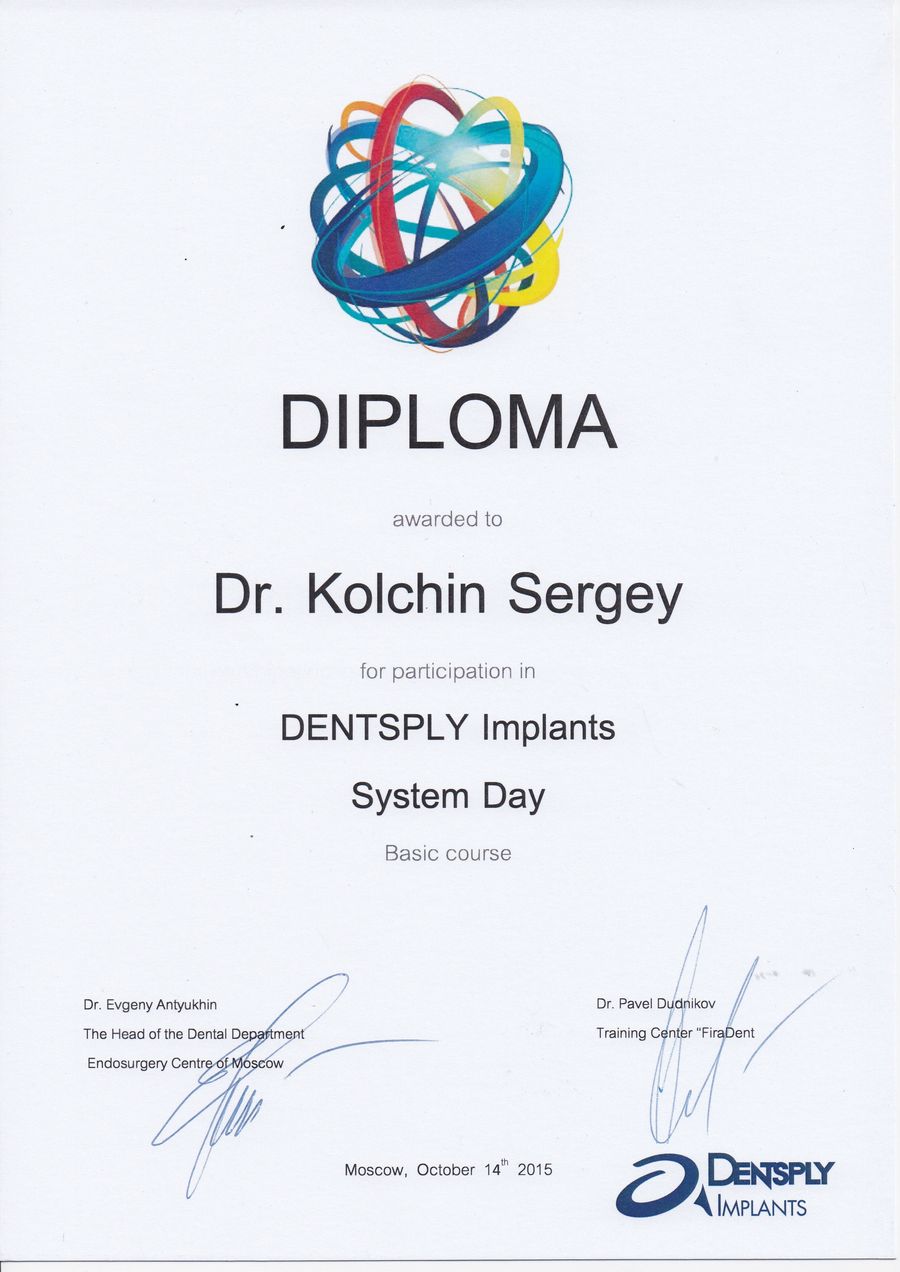 DIPLOMA
awarded to
Dr. Kolchin Sergey
for participation in
DENTSPLY Implants
System Day
Basic course
Dr. Evgeny Antyukhin
The Head of the Dental Department
Endosurgery Centre of Moscow
Dr. Pavel Dudnikov
Training Center "FiraDent
Moscow, October 14th 2015
DENTSPLY
IMPLANTS